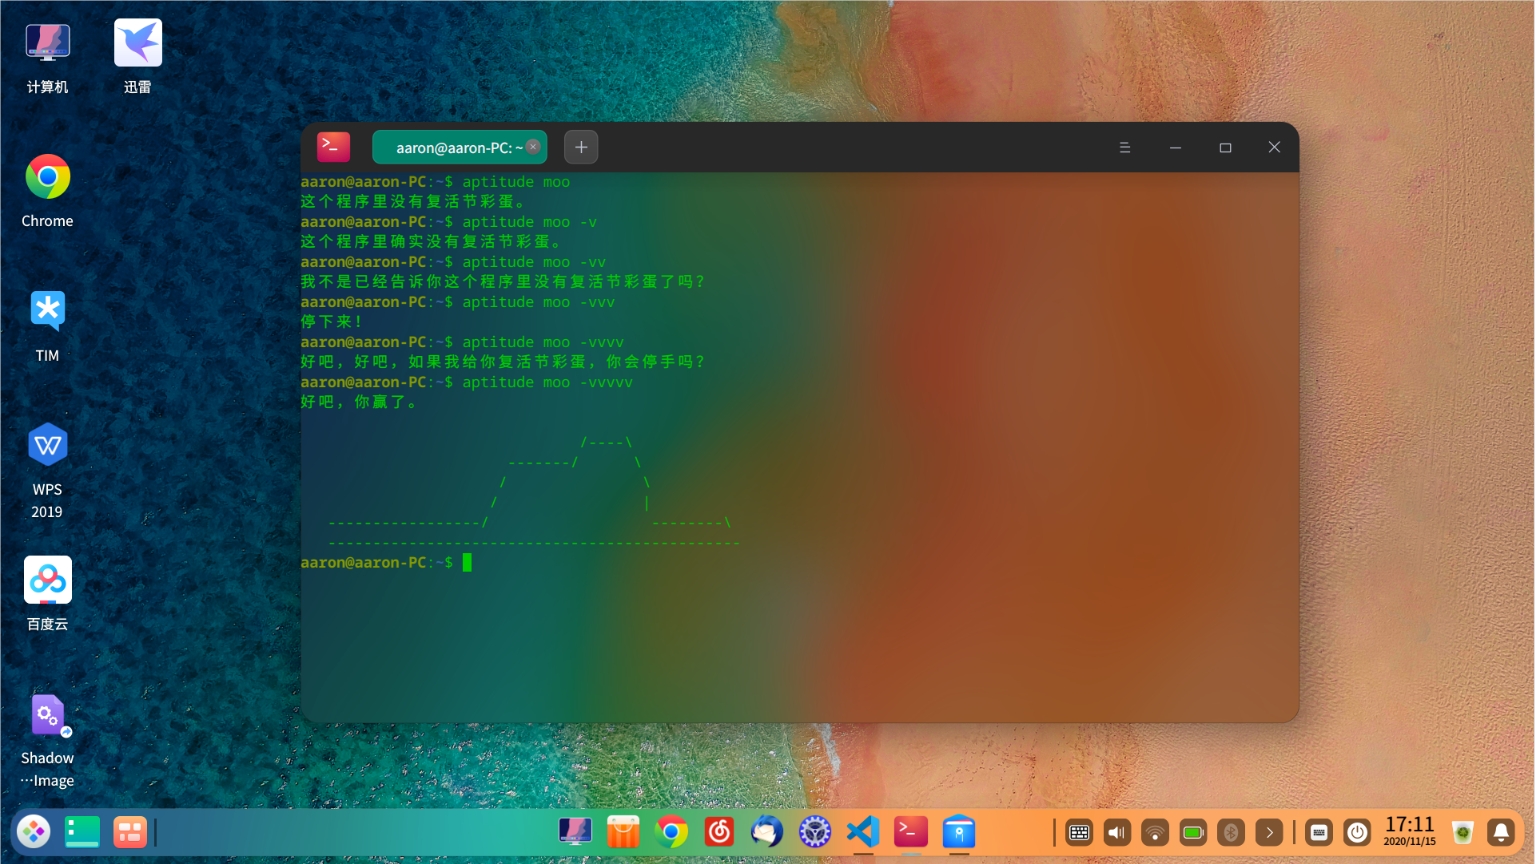 计算机
迅雷
Chrome
TIM
WPS
2019
百度云
Shadow
…Image
aaron@aaron-PC: ~
aaron@aaron-PC:~$ aptitude moo
这个程序里没有复活节彩蛋。
aaron@aaron-PC:~$ aptitude moo -v
这个程序里确实没有复活节彩蛋。
aaron@aaron-PC:~$ aptitude moo -vv
我不是已经告诉你这个程序里没有复活节彩蛋了吗？
aaron@aaron-PC:~$ aptitude moo -vvv
停下来！
aaron@aaron-PC:~$ aptitude moo -vvvv
好吧，好吧，如果我给你复活节彩蛋，你会停手吗？
aaron@aaron-PC:~$ aptitude moo -vvvvv
好吧，你赢了。
                               /----\
                       -------/      \
                      /               \
                     /                |
   -----------------/                  --------\
   ----------------------------------------------
aaron@aaron-PC:~$
17:11
2020/11/15